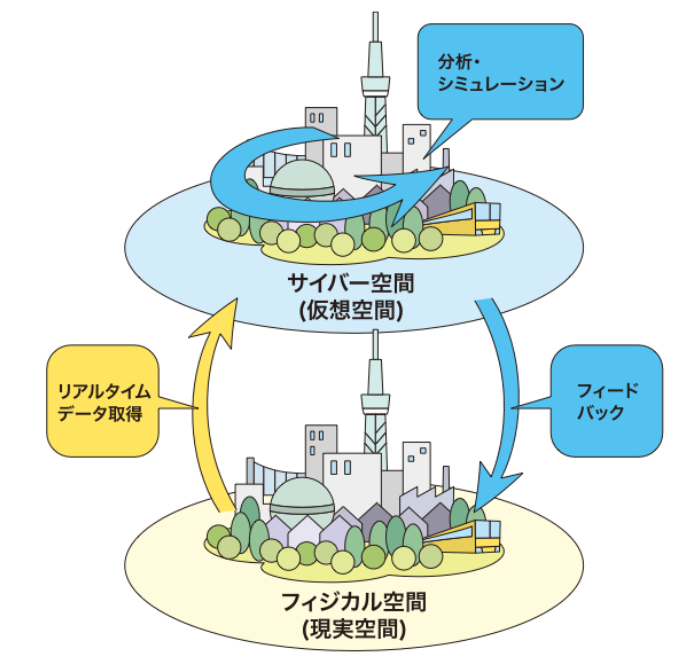 分析・
シミュレーション
サイバー空間
(仮想空間)
リアルタイム
データ取得
フィード
バック
フィジカル空間
(現実空間)